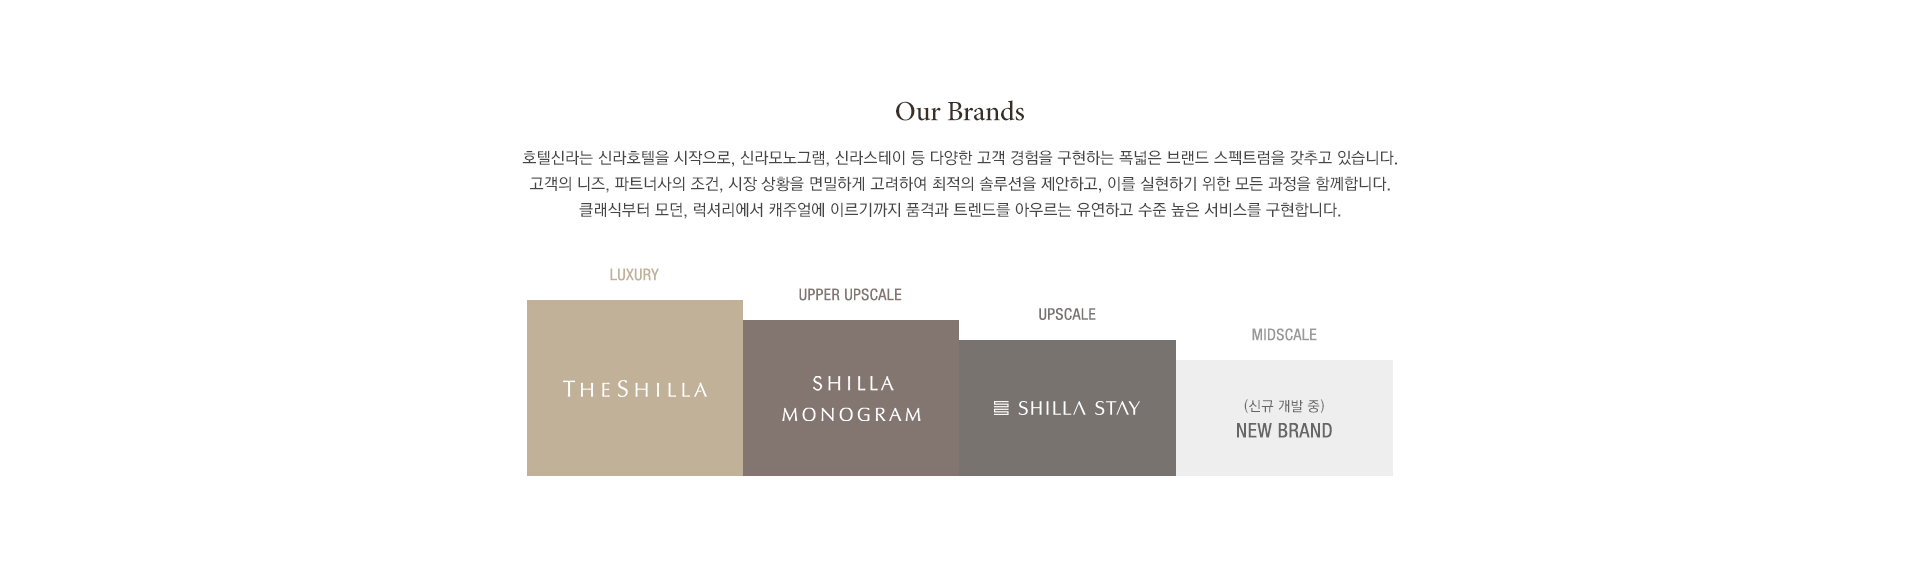 Our Brands
호텔신라는 신라호텔을 시작으로, 신라모노그램, 신라스테이 등 다양한 고객 경험을 구현하는 폭넓은 브랜드 스펙트럼을 갖추고 있습니다.
고객의 니즈, 파트너사의 조건, 시장 상황을 면밀하게 고려하여 최적의 솔루션을 제안하고, 이를 실현하기 위한 모든 과정을 함께합니다.
클래식부터 모던, 럭셔리에서 캐주얼에 이르기까지 품격과 트렌드를 아우르는 유연하고 수준 높은 서비스를 구현합니다.
LUXURY
THE SHILLA
UPPER UPSCALE
SHILLA
MONOGRAM
UPSCALE
SHILLA STAY
MIDSCALE
(신규 개발 중)
NEW BRAND